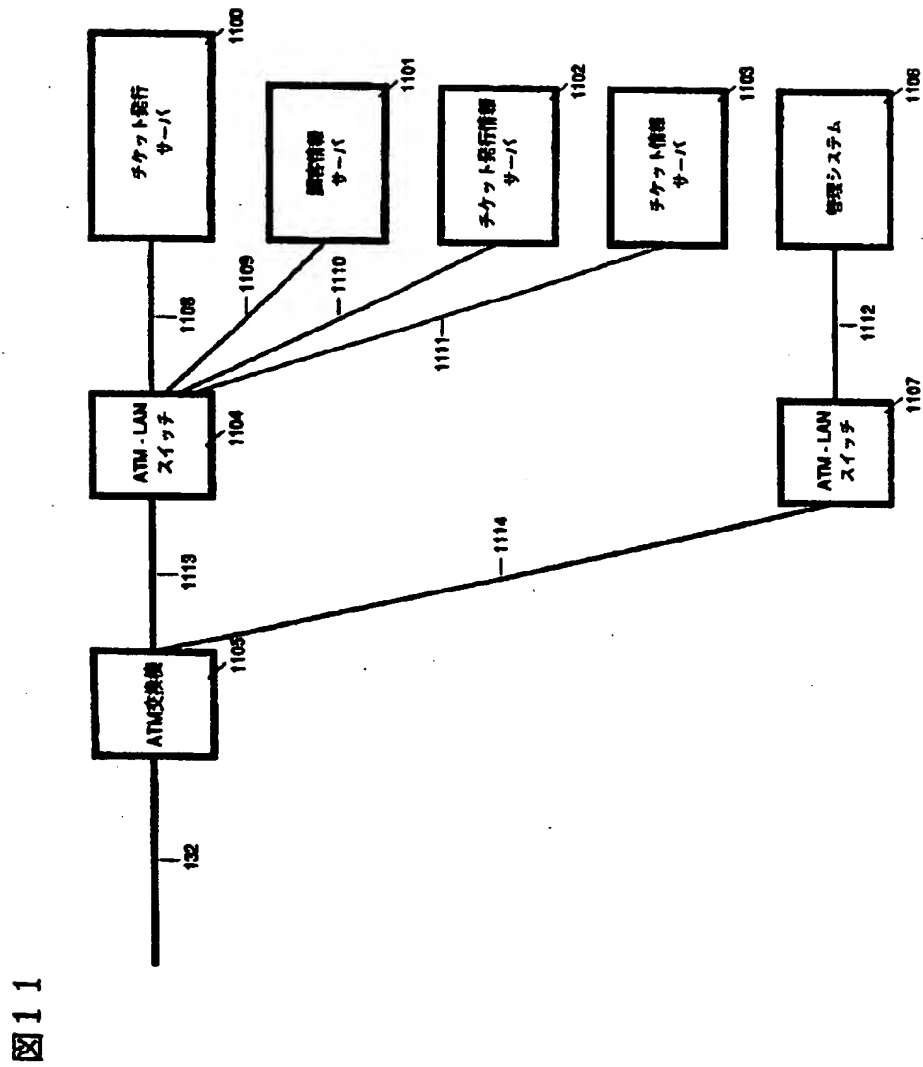 図11
チケット発行
サーバ
1100
顧客情報
サーバ
1101
チケット発行情報
サーバ
1102
チケット情報
サーバ
1103
管理システム
1106
1108
1109
1110
1111
1112
ATM-LAN
スイッチ
1104
ATM-LAN
スイッチ
1107
1113
1114
ATM交換機
1105
132